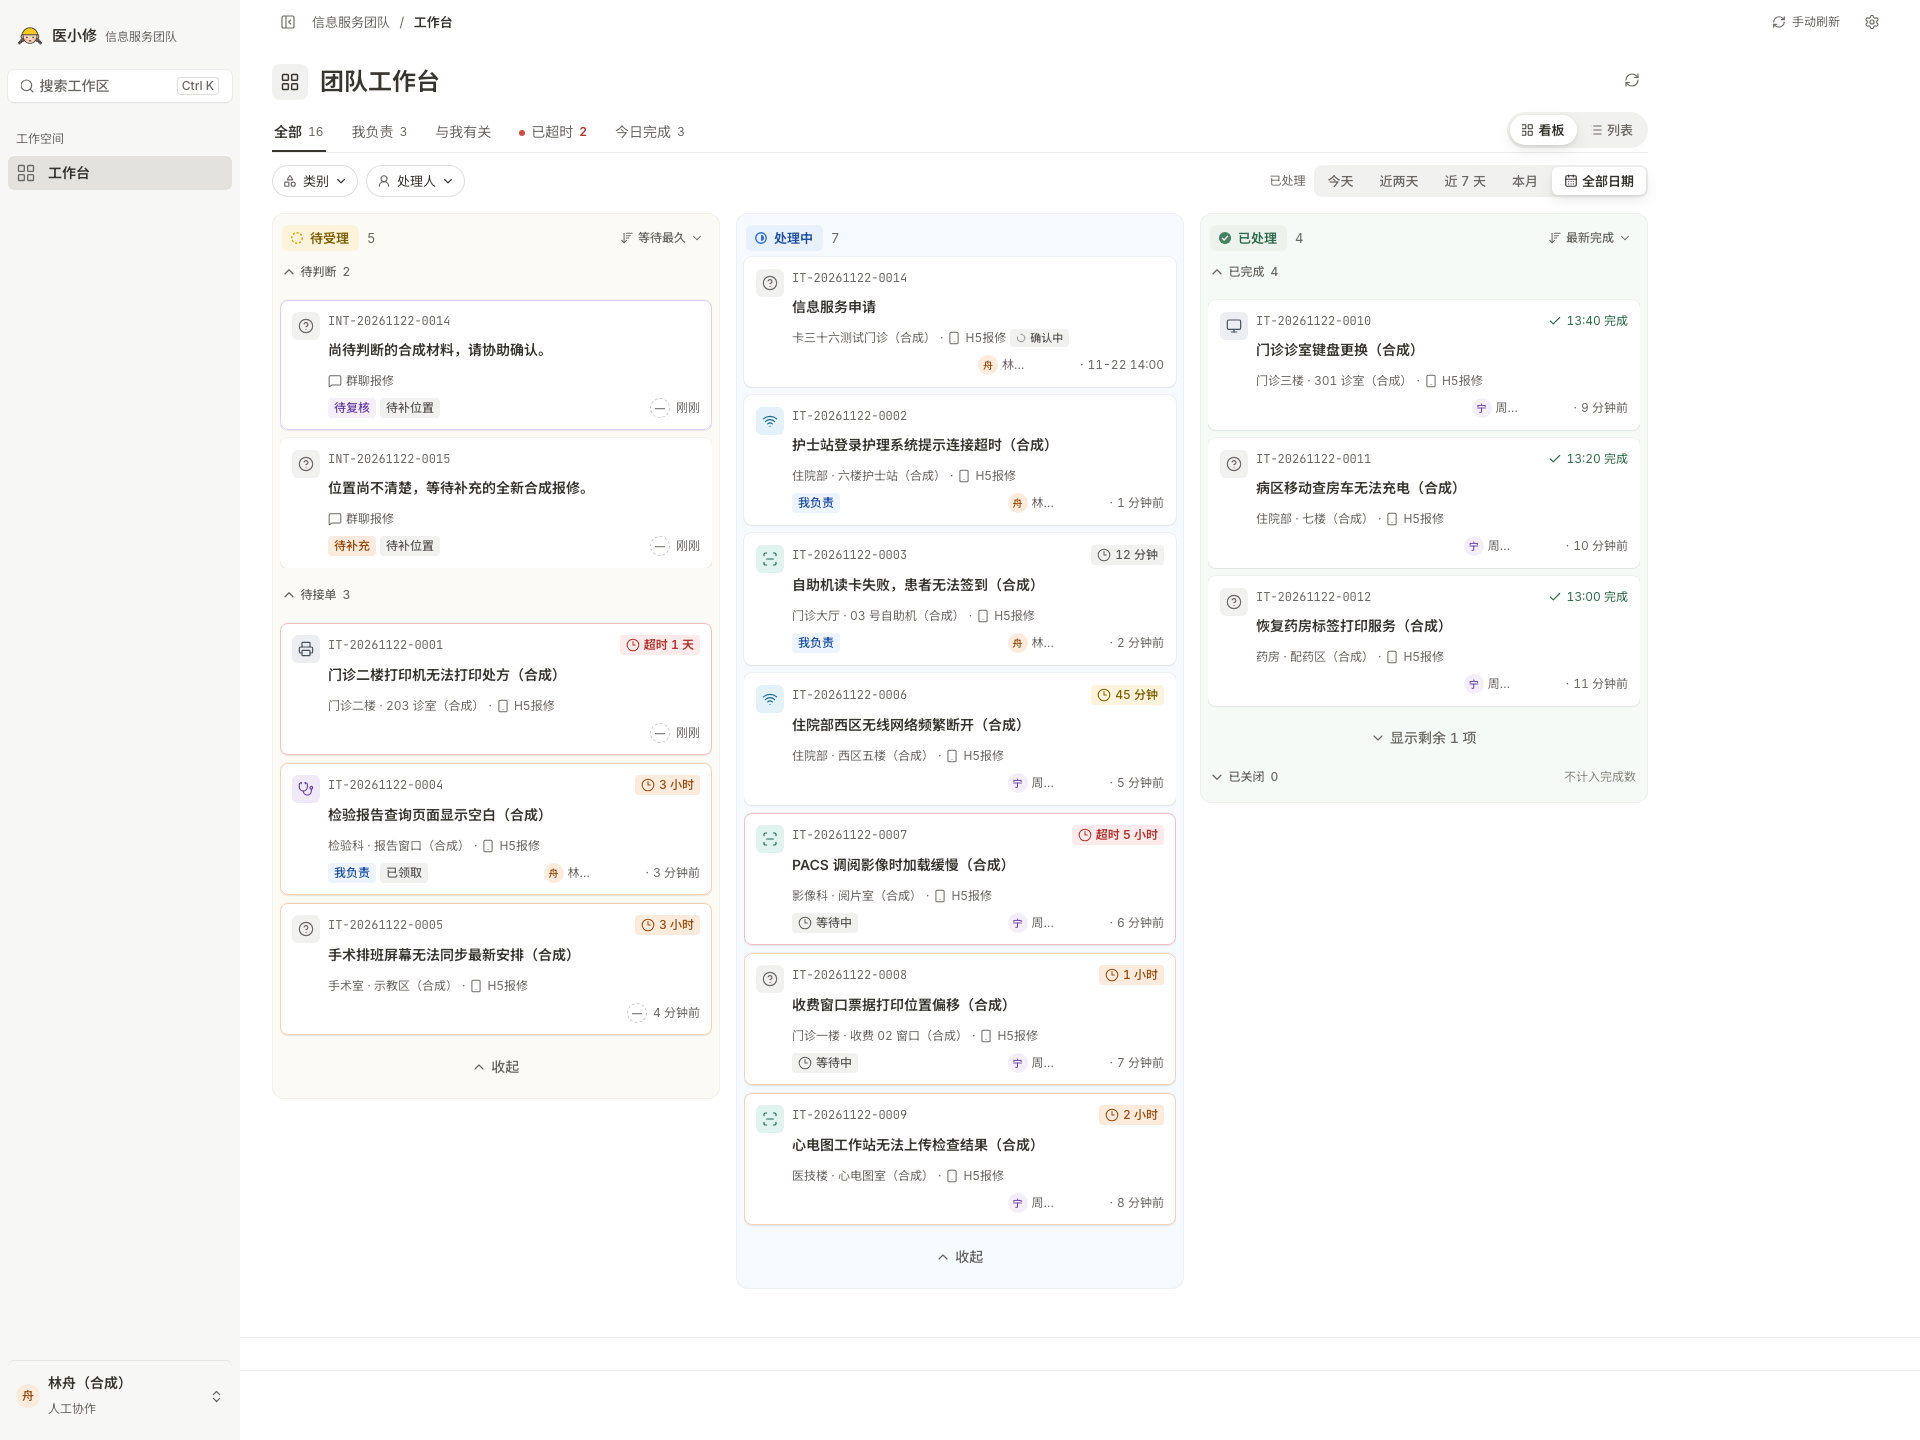 医小修 信息服务团队
搜索工作区 Ctrl K
工作空间
工作台
林舟（合成）
人工协作
信息服务团队 / 工作台
手动刷新
团队工作台
全部 16 我负责 3 与我有关 已超时 2 今日完成 3
看板 列表
类别 处理人
已处理 今天 近两天 近 7 天 本月 全部日期
待受理 5 等待最久
待判断 2
INT-20261122-0014
尚待判断的合成材料，请协助确认。
群聊报修
待复核 待补位置 刚刚
INT-20261122-0015
位置尚不清楚，等待补充的全新合成报修。
群聊报修
待补充 待补位置 刚刚
待接单 3
IT-20261122-0001 超时 1 天
门诊二楼打印机无法打印处方（合成）
门诊二楼 · 203 诊室（合成） · H5报修
刚刚
IT-20261122-0004 3 小时
检验报告查询页面显示空白（合成）
检验科 · 报告窗口（合成） · H5报修
我负责 已领取 舟 林... · 3 分钟前
IT-20261122-0005 3 小时
手术排班屏幕无法同步最新安排（合成）
手术室 · 示教区（合成） · H5报修
4 分钟前
收起
处理中 7
IT-20261122-0014
信息服务申请
卡三十六测试门诊（合成） · H5报修 确认中
舟 林... · 11-22 14:00
IT-20261122-0002
护士站登录护理系统提示连接超时（合成）
住院部 · 六楼护士站（合成） · H5报修
我负责 舟 林... · 1 分钟前
IT-20261122-0003 12 分钟
自助机读卡失败，患者无法签到（合成）
门诊大厅 · 03 号自助机（合成） · H5报修
我负责 舟 林... · 2 分钟前
IT-20261122-0006 45 分钟
住院部西区无线网络频繁断开（合成）
住院部 · 西区五楼（合成） · H5报修
宁 周... · 5 分钟前
IT-20261122-0007 超时 5 小时
PACS 调阅影像时加载缓慢（合成）
影像科 · 阅片室（合成） · H5报修
等待中 宁 周... · 6 分钟前
IT-20261122-0008 1 小时
收费窗口票据打印位置偏移（合成）
门诊一楼 · 收费 02 窗口（合成） · H5报修
等待中 宁 周... · 7 分钟前
IT-20261122-0009 2 小时
心电图工作站无法上传检查结果（合成）
医技楼 · 心电图室（合成） · H5报修
宁 周... · 8 分钟前
收起
已处理 4 最新完成
已完成 4
IT-20261122-0010 13:40 完成
门诊诊室键盘更换（合成）
门诊三楼 · 301 诊室（合成） · H5报修
宁 周... · 9 分钟前
IT-20261122-0011 13:20 完成
病区移动查房车无法充电（合成）
住院部 · 七楼（合成） · H5报修
宁 周... · 10 分钟前
IT-20261122-0012 13:00 完成
恢复药房标签打印服务（合成）
药房 · 配药区（合成） · H5报修
宁 周... · 11 分钟前
显示剩余 1 项
已关闭 0 不计入完成数
舟